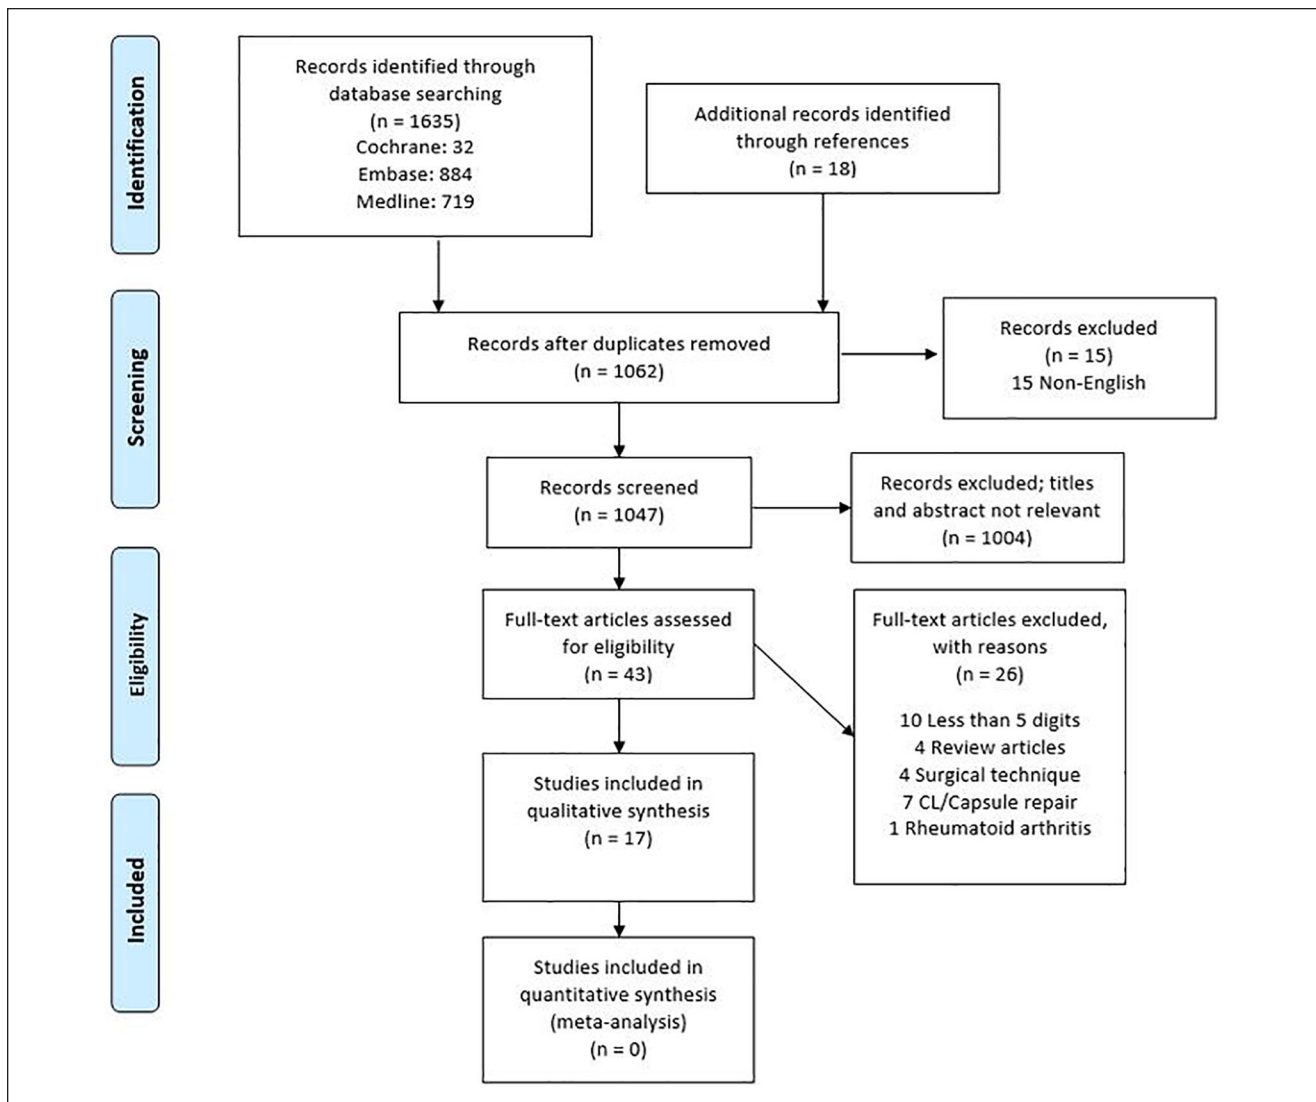 Identification
Records identified through
database searching
(n = 1635)
Cochrane: 32
Embase: 884
Medline: 719
Additional records identified
through references
(n = 18)
Screening
Records after duplicates removed
(n = 1062)
Records excluded
(n = 15)
15 Non-English
Records screened
(n = 1047)
Records excluded; titles
and abstract not relevant
(n = 1004)
Eligibility
Full-text articles assessed
for eligibility
(n = 43)
Full-text articles excluded,
with reasons
(n = 26)
10 Less than 5 digits
4 Review articles
4 Surgical technique
7 CL/Capsule repair
1 Rheumatoid arthritis
Included
Studies included in
qualitative synthesis
(n = 17)
Studies included in
quantitative synthesis
(meta-analysis)
(n = 0)